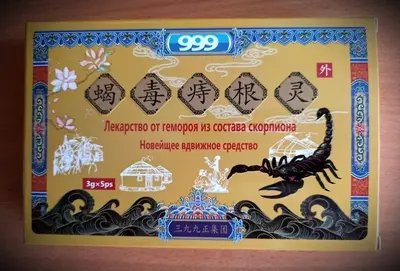 999
外
蝎毒痔根灵
Лекарство от гемороя из состава скорпиона
Новейшее вдвижное средство
3g×5ps
三九九正集团